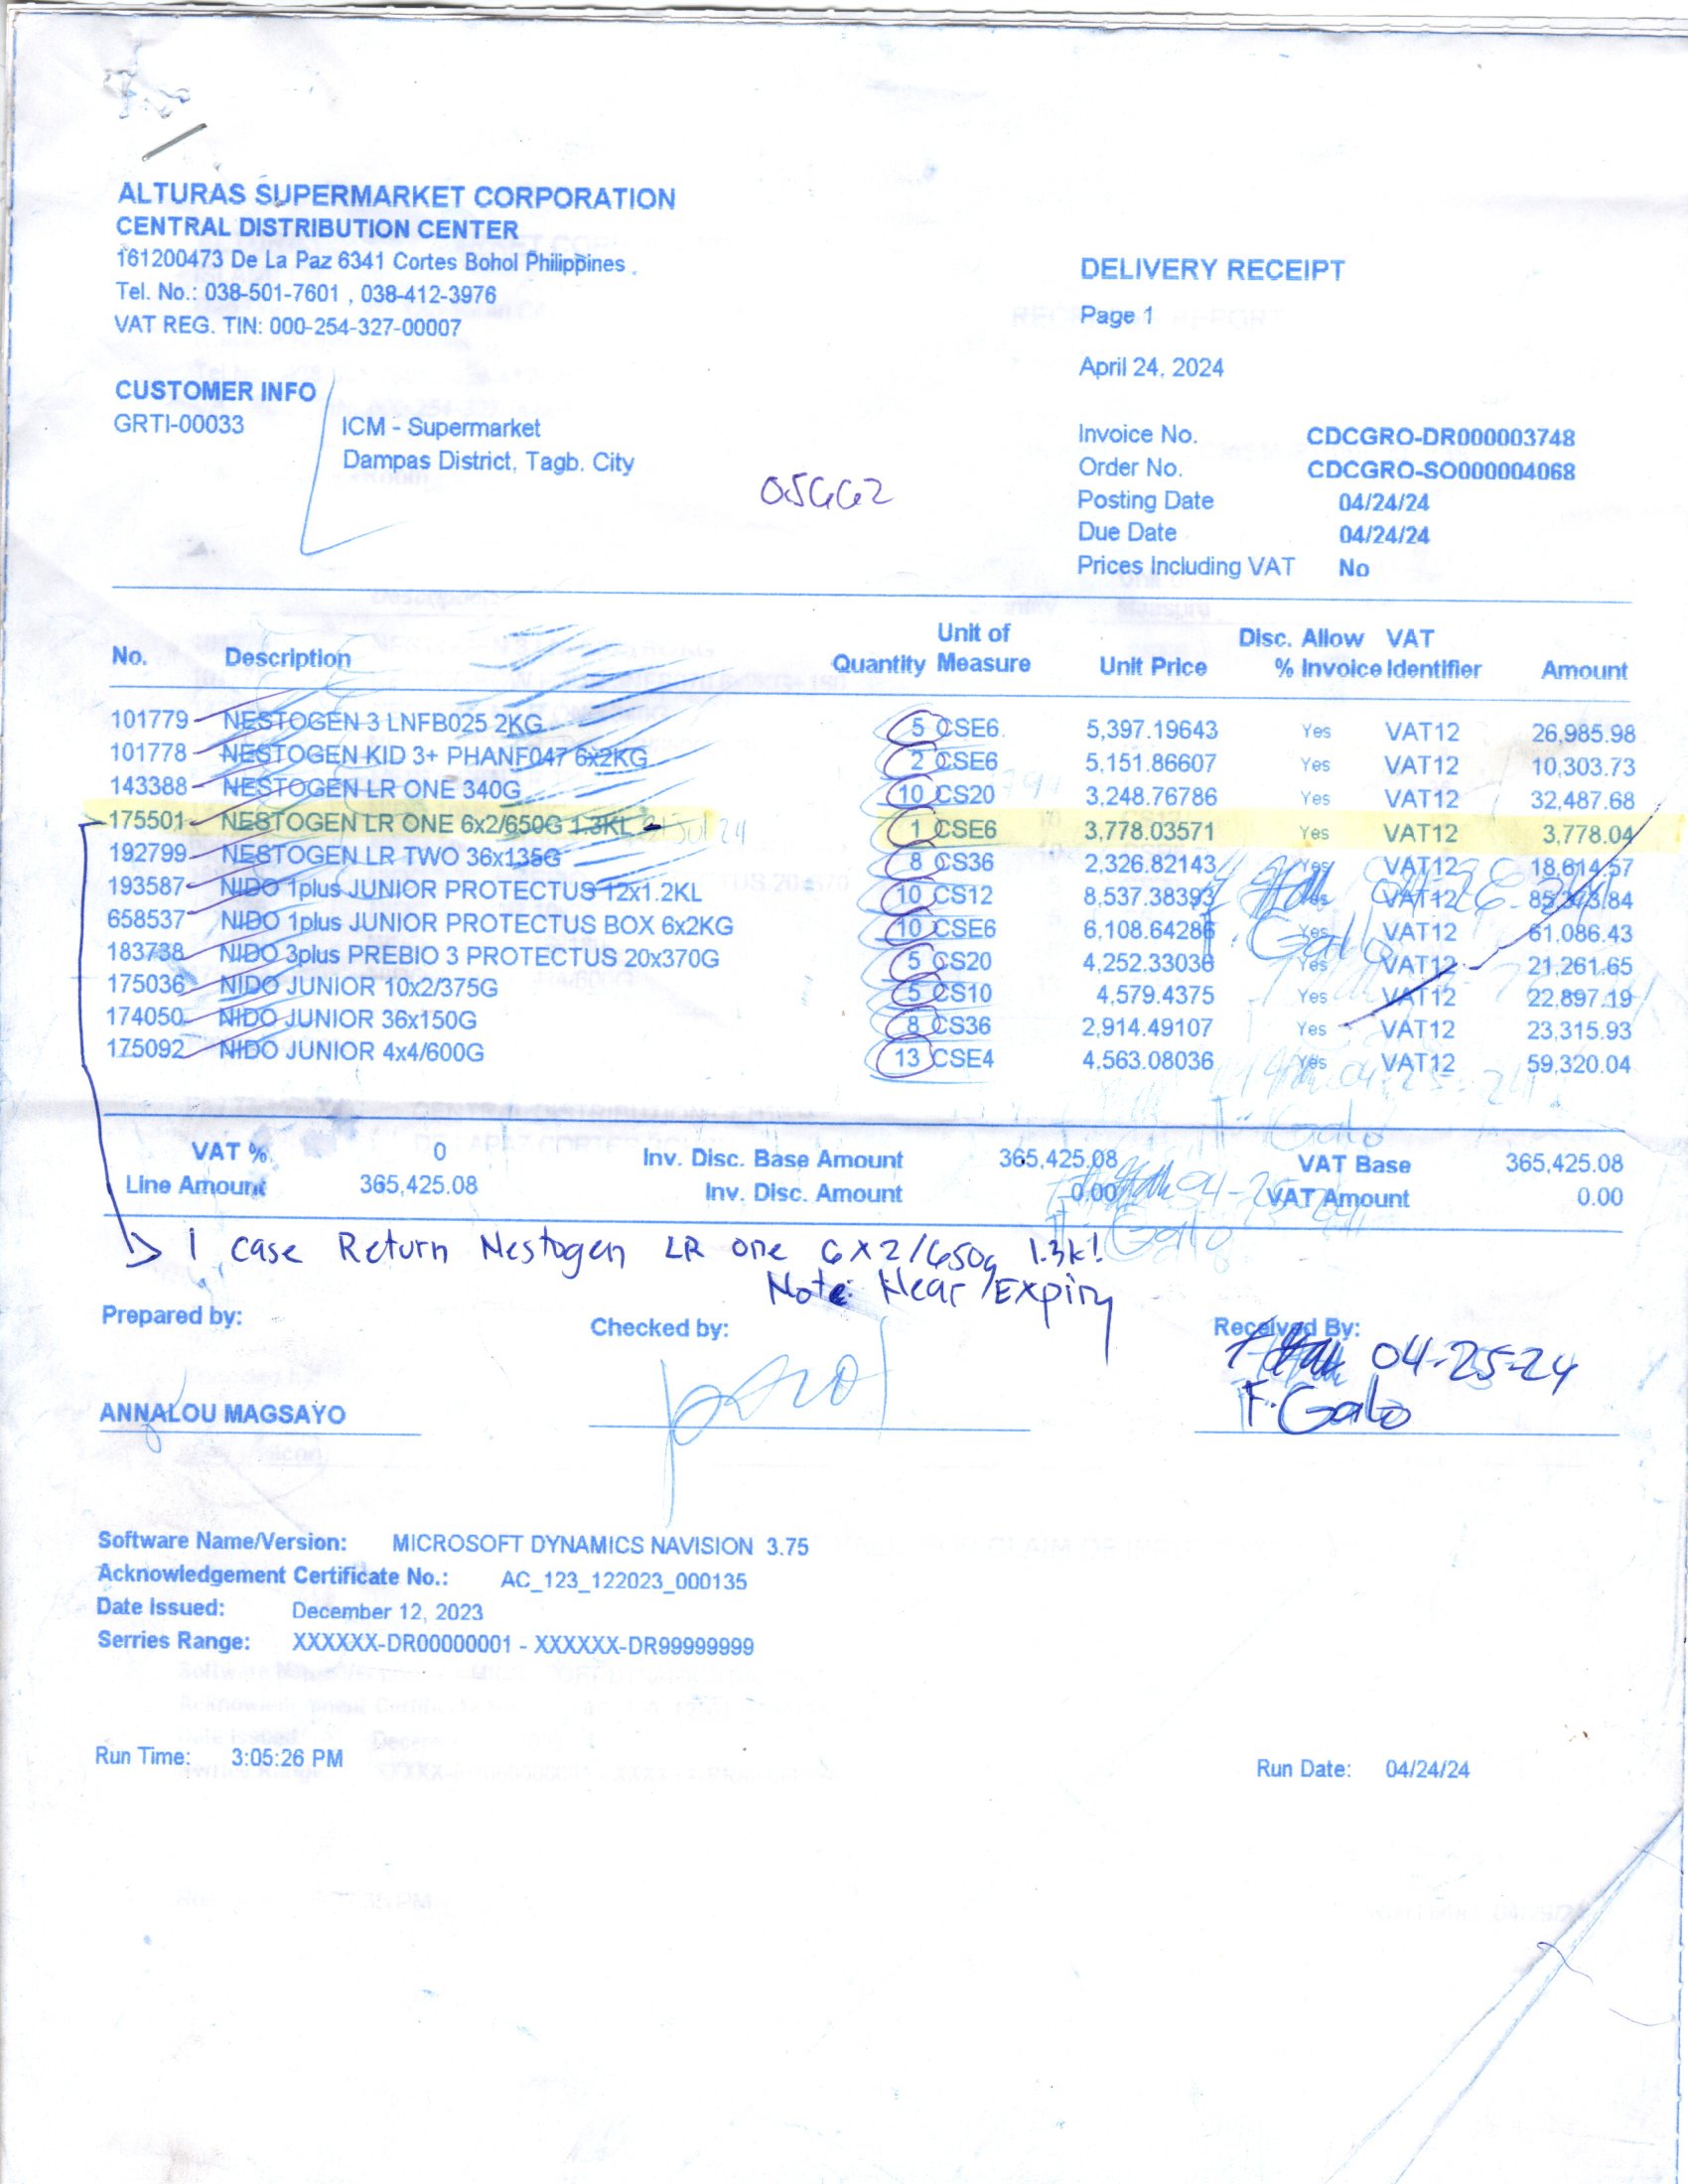 ALTURAS SUPERMARKET CORPORATION
CENTRAL DISTRIBUTION CENTER
161200473 De La Paz 6341 Cortes Bohol Philippines
Tel. No.: 038-501-7601 , 038-412-3976
VAT REG. TIN: 000-254-327-00007
DELIVERY RECEIPT
Page 1
April 24, 2024
CUSTOMER INFO
GRTI-00033
ICM - Supermarket
Dampas District, Tagb. City
Invoice No. CDCGRO-DR000003748
Order No. CDCGRO-SO000004068
Posting Date 04/24/24
Due Date 04/24/24
Prices Including VAT No
No. Description Quantity Unit of Measure Unit Price Disc. % Allow Invoice VAT Identifier Amount
101779 NESTOGEN 3 LNFB025 2KG 5 CSE6 5,397.19643 Yes VAT12 26,985.98
101778 NESTOGEN KID 3+ PHANF047 6x2KG 2 CSE6 5,151.86607 Yes VAT12 10,303.73
143388 NESTOGEN LR ONE 340G 10 CS20 3,248.76786 Yes VAT12 32,487.68
175501 NESTOGEN LR ONE 6x2/650G 1.3KL 1 CSE6 3,778.03571 Yes VAT12 3,778.04
192799 NESTOGEN LR TWO 36x135G 8 CS36 2,326.82143 Yes VAT12 18,614.57
193587 NIDO 1plus JUNIOR PROTECTUS 12x1.2KL 10 CS12 8,537.38393 Yes VAT12 85,373.84
658537 NIDO 1plus JUNIOR PROTECTUS BOX 6x2KG 10 CSE6 6,108.64286 Yes VAT12 61,086.43
183738 NIDO 3plus PREBIO 3 PROTECTUS 20x370G 5 CS20 4,252.33036 Yes VAT12 21,261.65
175036 NIDO JUNIOR 10x2/375G 5 CS10 4,579.4375 Yes VAT12 22,897.19
174050 NIDO JUNIOR 36x150G 8 CS36 2,914.49107 Yes VAT12 23,315.93
175092 NIDO JUNIOR 4x4/600G 13 CSE4 4,563.08036 Yes VAT12 59,320.04
VAT % 0 Inv. Disc. Base Amount 365,425.08 VAT Base 365,425.08
Line Amount 365,425.08 Inv. Disc. Amount 0.00 VAT Amount 0.00
1 case Return Nestogen LR one 6x2/650g 1.3kl
Note: Near Expiry
Prepared by:
Checked by:
Received By:
04-25-24
F. Galo
ANNALOU MAGSAYO
Software Name/Version: MICROSOFT DYNAMICS NAVISION 3.75
Acknowledgement Certificate No.: AC_123_122023_000135
Date Issued: December 12, 2023
Serries Range: XXXXXX-DR00000001 - XXXXXX-DR99999999
Run Time: 3:05:26 PM
Run Date: 04/24/24